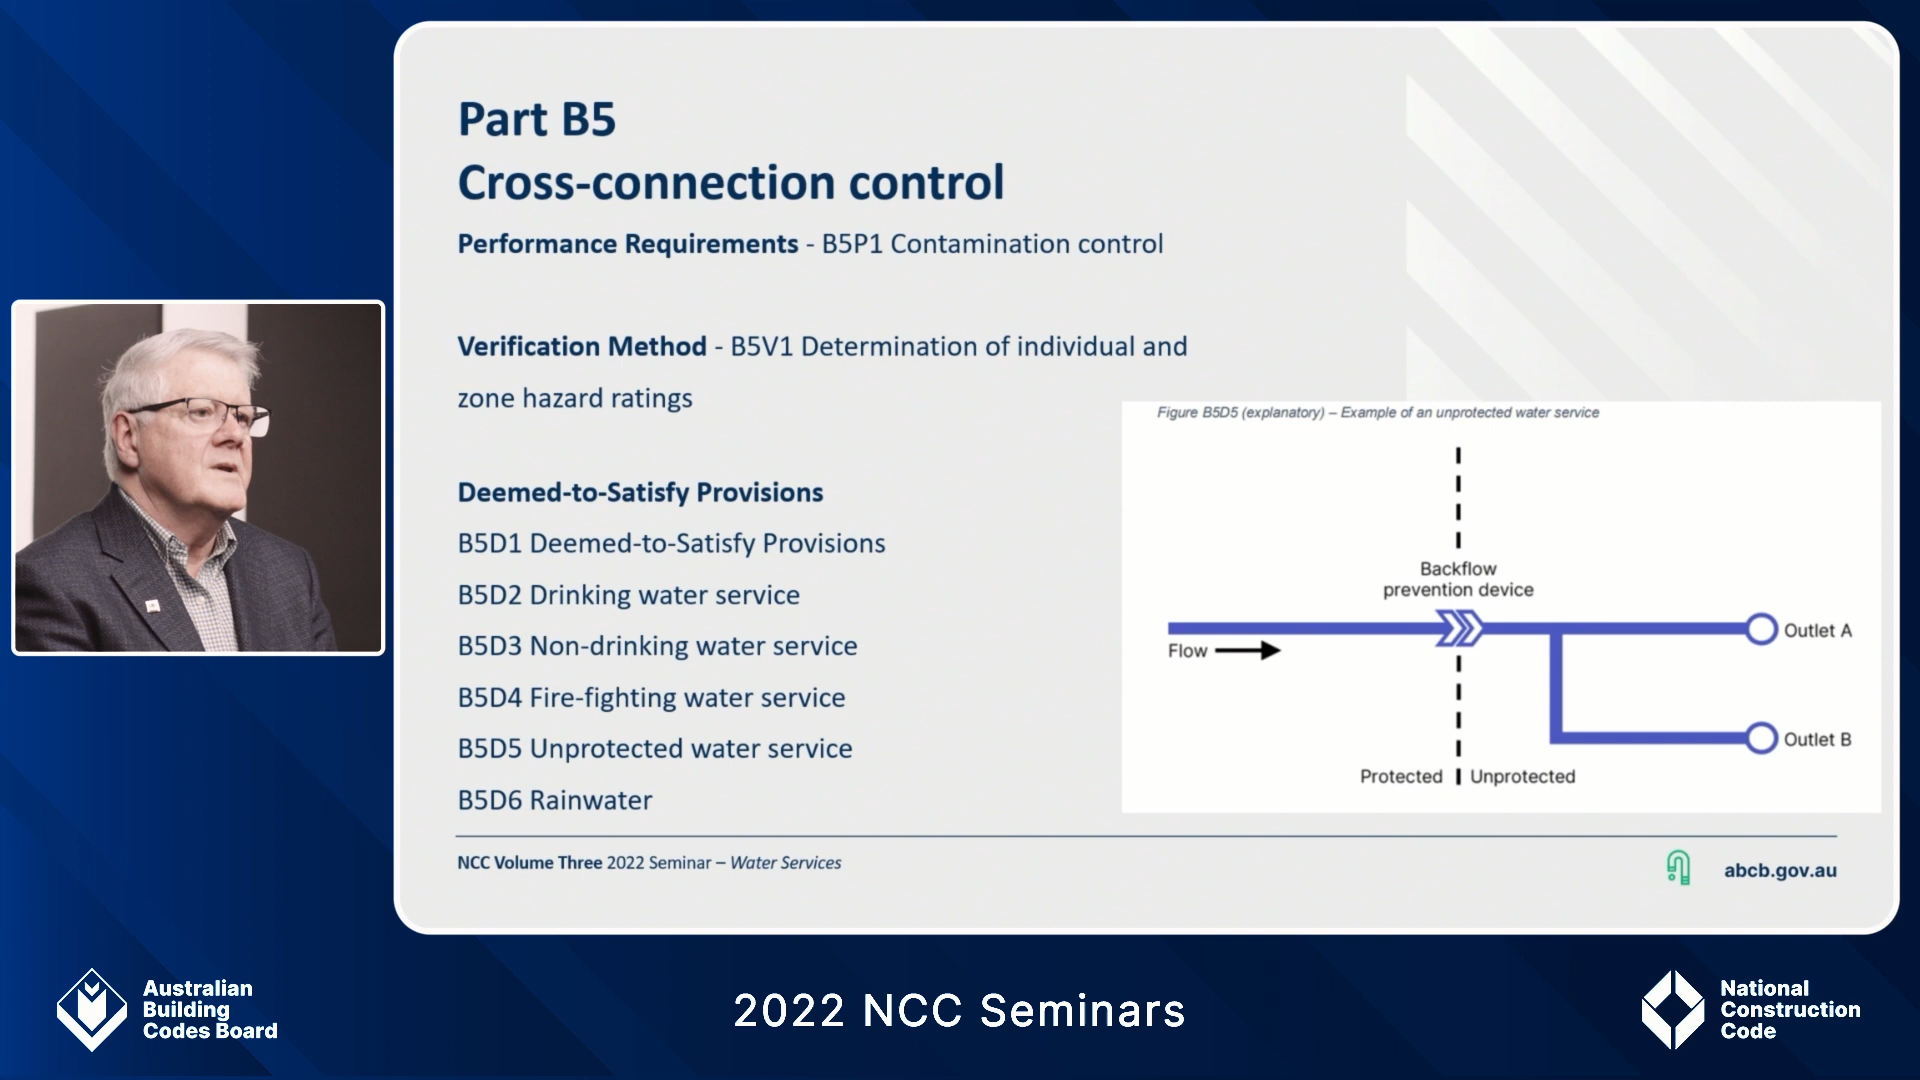 Part B5
Cross-connection control
Performance Requirements - B5P1 Contamination control
Verification Method - B5V1 Determination of individual and
zone hazard ratings
Deemed-to-Satisfy Provisions
B5D1 Deemed-to-Satisfy Provisions
B5D2 Drinking water service
B5D3 Non-drinking water service
B5D4 Fire-fighting water service
B5D5 Unprotected water service
B5D6 Rainwater
Figure B5D5 (explanatory) – Example of an unprotected water service
Backflow
prevention device
Flow
Outlet A
Outlet B
Protected
Unprotected
NCC Volume Three 2022 Seminar – Water Services
abcb.gov.au
Australian
Building
Codes Board
2022 NCC Seminars
National
Construction
Code